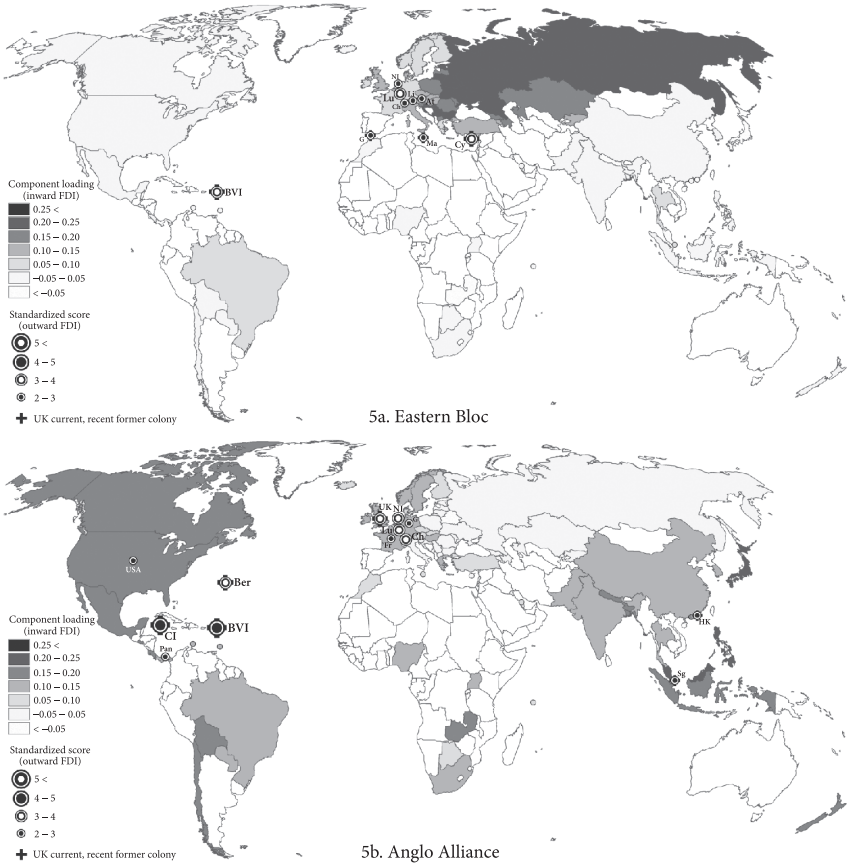 NL
Lu
Li
Ch
At
G
Ma
Cy
BVI
Component loading
(inward FDI)
0.25 <
0.20 – 0.25
0.15 – 0.20
0.10 – 0.15
0.05 – 0.10
–0.05 – 0.05
< –0.05
Standardized score
(outward FDI)
5 <
4 – 5
3 – 4
2 – 3
UK current, recent former colony
5a. Eastern Bloc
UK NL
Lu
Ch
Fr
USA
Ber
CI
BVI
Pan
HK
Sg
Component loading
(inward FDI)
0.25 <
0.20 – 0.25
0.15 – 0.20
0.10 – 0.15
0.05 – 0.10
–0.05 – 0.05
< –0.05
Standardized score
(outward FDI)
5 <
4 – 5
3 – 4
2 – 3
UK current, recent former colony
5b. Anglo Alliance